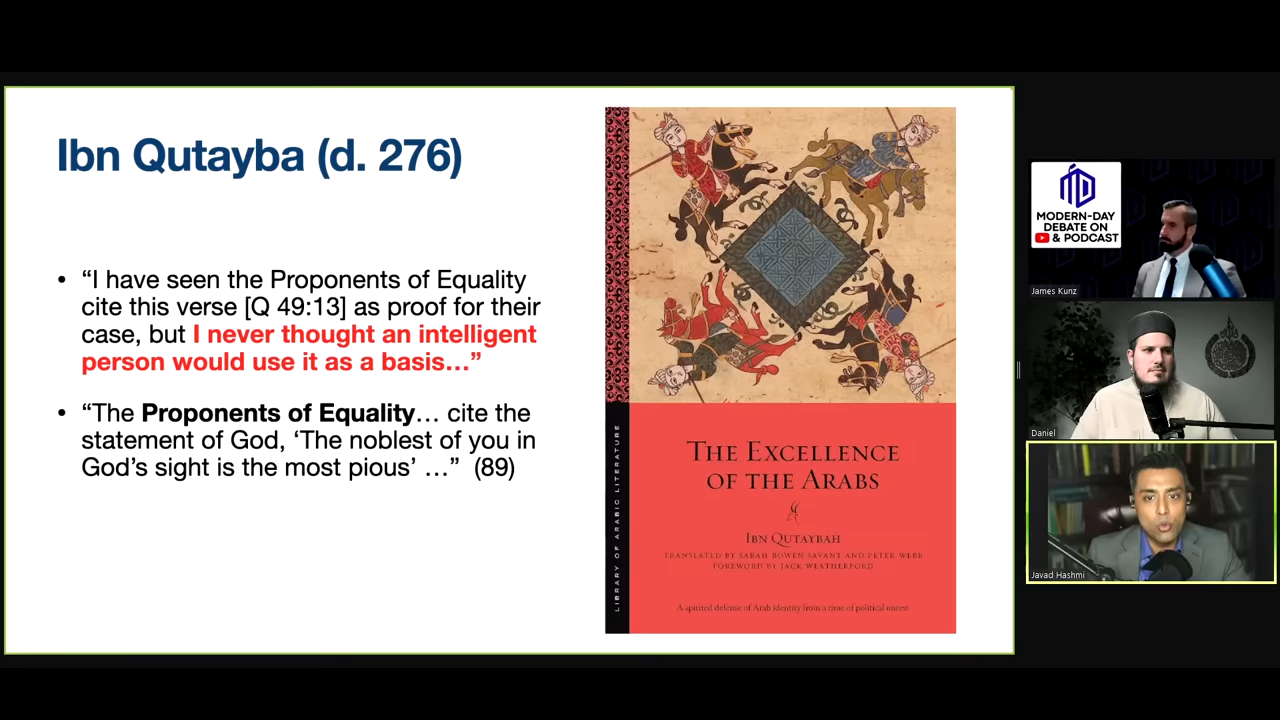 Ibn Qutayba (d. 276)
• “I have seen the Proponents of Equality
cite this verse [Q 49:13] as proof for their
case, but I never thought an intelligent
person would use it as a basis…”
• “The Proponents of Equality… cite the
statement of God, ‘The noblest of you in
God’s sight is the most pious’ …” (89)
LIBRARY OF ARABIC LITERATURE
THE EXCELLENCE
OF THE ARABS
IBN QUTAYBAH
TRANSLATED BY SARAH BOWEN SAVANT AND PETER WEBB
FOREWORD BY JACK WEATHERFORD
A spirited defense of Arab identity from a time of political unrest
MODERN-DAY
DEBATE ON
& PODCAST
James Kunz
Daniel
Javad Hashmi